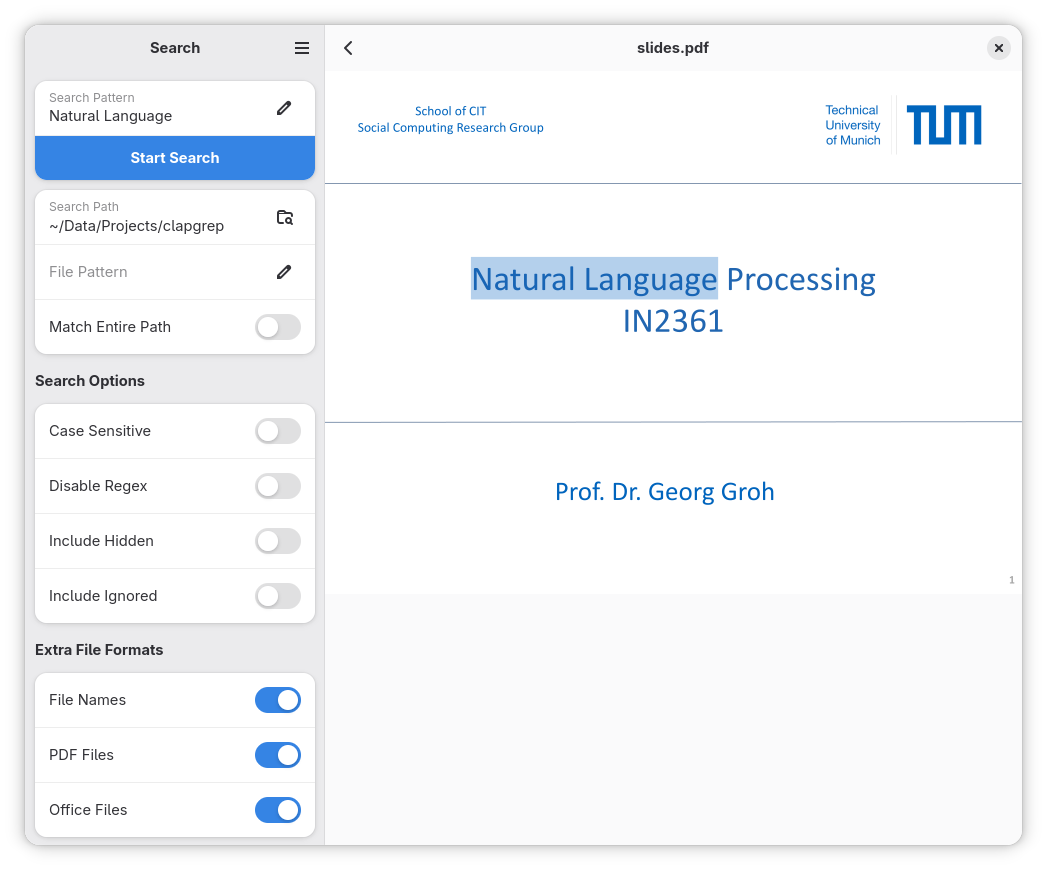 Search
Search Pattern
Natural Language
Start Search
Search Path
~/Data/Projects/clapgrep
File Pattern
Match Entire Path
Search Options
Case Sensitive
Disable Regex
Include Hidden
Include Ignored
Extra File Formats
File Names
PDF Files
Office Files
slides.pdf
School of CIT
Social Computing Research Group
Technical
University
of Munich
TUM
Natural Language Processing
IN2361
Prof. Dr. Georg Groh
1